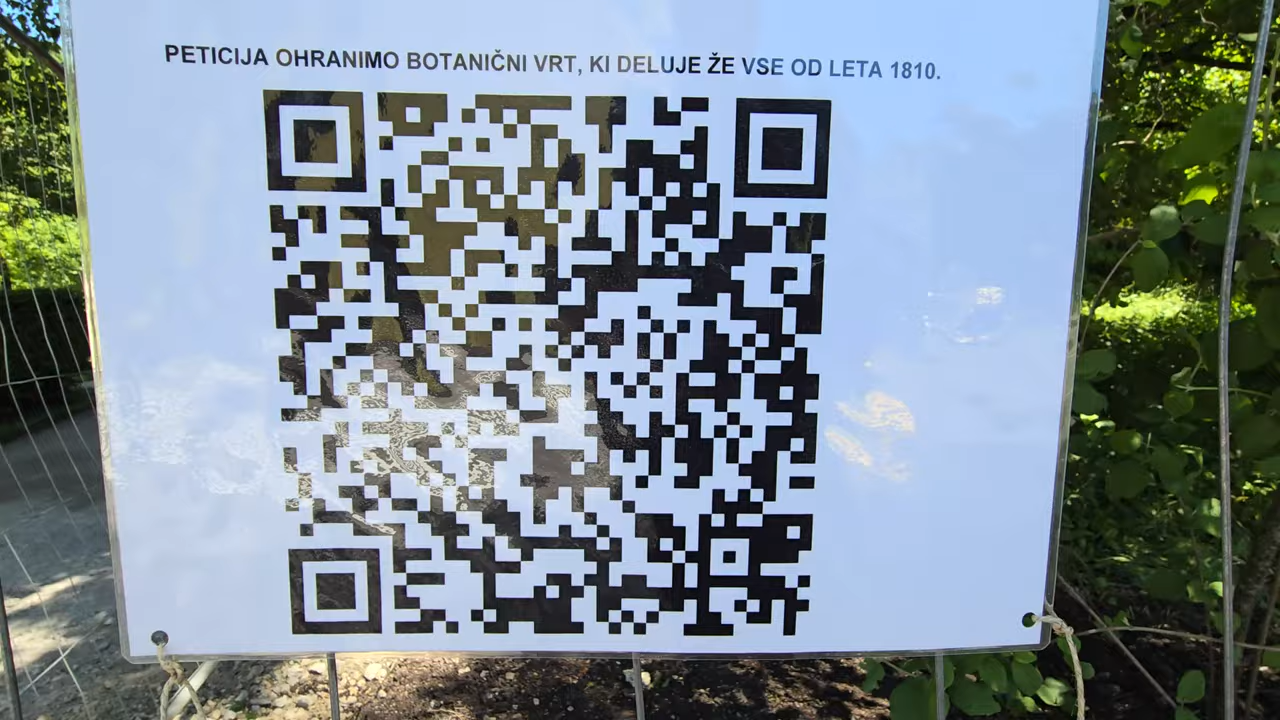 PETICIJA OHRANIMO BOTANIČNI VRT, KI DELUJE ŽE VSE OD LETA 1810.